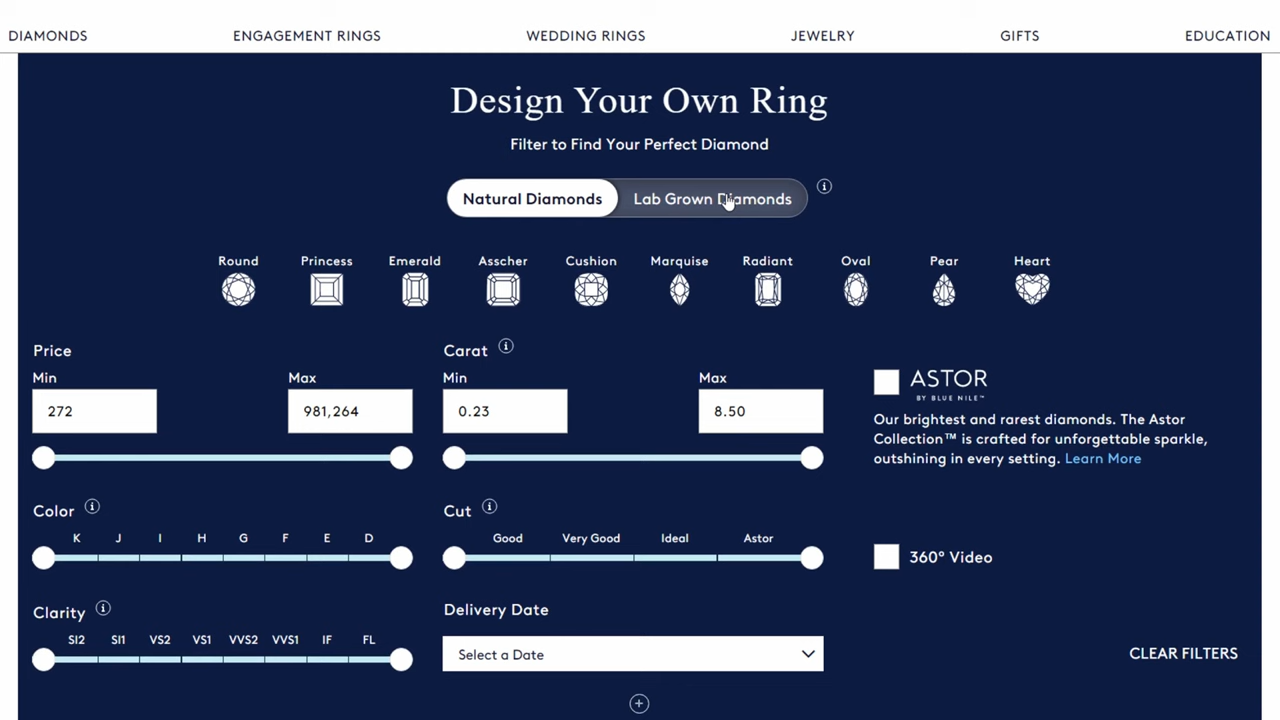 DIAMONDS ENGAGEMENT RINGS WEDDING RINGS JEWELRY GIFTS EDUCATION
Design Your Own Ring
Filter to Find Your Perfect Diamond
Natural Diamonds Lab Grown Diamonds
Round Princess Emerald Asscher Cushion Marquise Radiant Oval Pear Heart
Price
Min Max
272 981,264
Carat
Min Max
0.23 8.50
ASTOR
BY BLUE NILE™
Our brightest and rarest diamonds. The Astor
Collection™ is crafted for unforgettable sparkle,
outshining in every setting. Learn More
Color
K J I H G F E D
Cut
Good Very Good Ideal Astor
360° Video
Clarity
SI2 SI1 VS2 VS1 VVS2 VVS1 IF FL
Delivery Date
Select a Date
CLEAR FILTERS